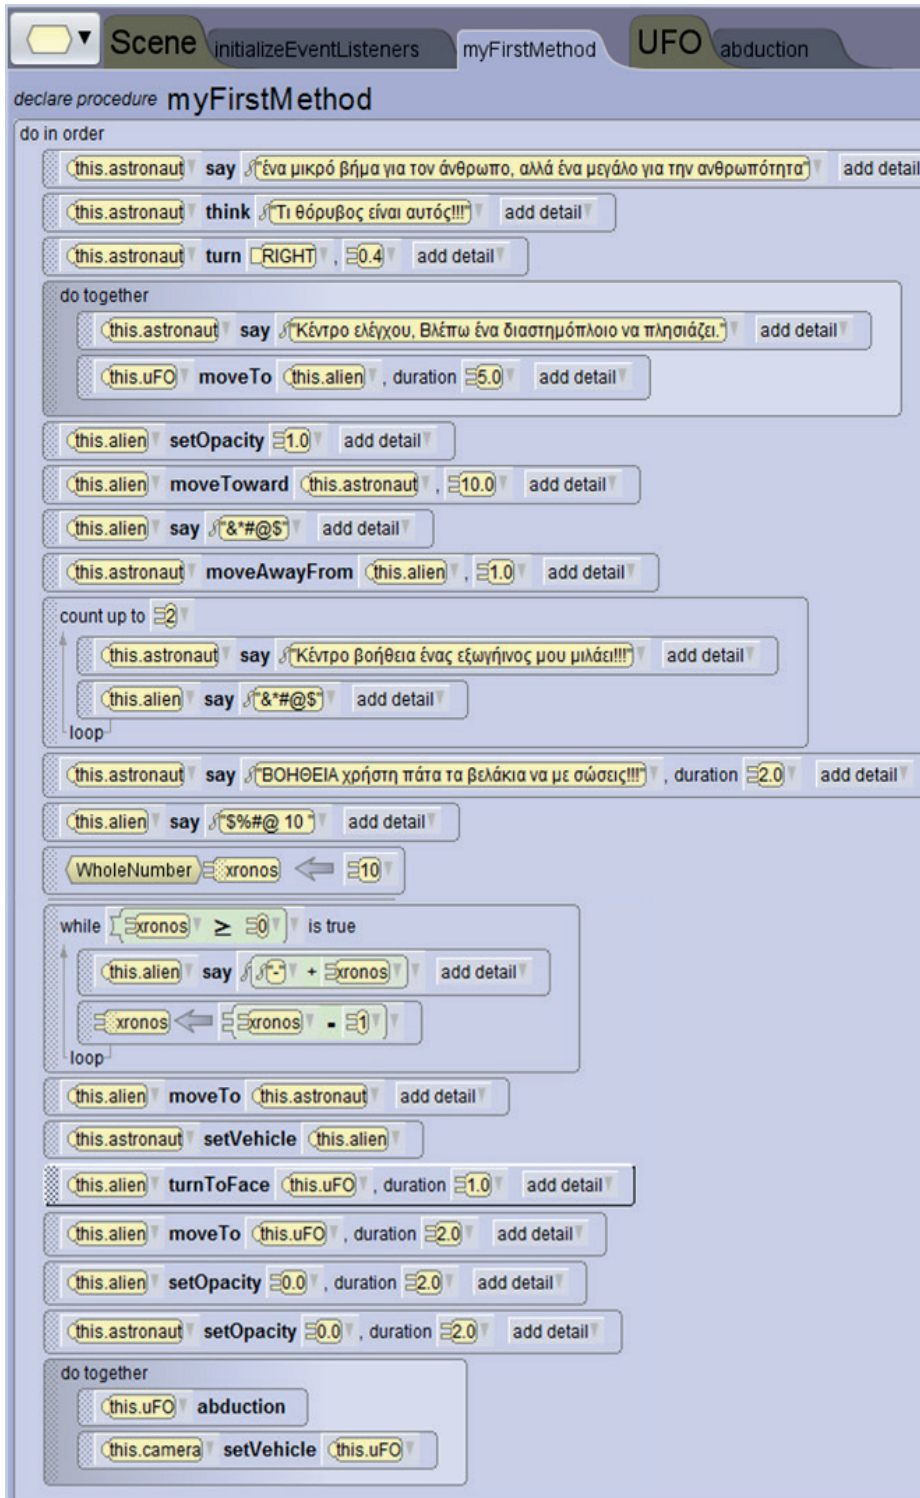 Scene initializeEventListeners myFirstMethod UFO abduction
declare procedure myFirstMethod
do in order
this.astronaut say "ένα μικρό βήμα για τον άνθρωπο, αλλά ένα μεγάλο για την ανθρωπότητα" add detail
this.astronaut think "Τι θόρυβος είναι αυτός!!!" add detail
this.astronaut turn RIGHT , 0.4 add detail
do together
this.astronaut say "Κέντρο ελέγχου, Βλέπω ένα διαστημόπλοιο να πλησιάζει." add detail
this.uFO moveTo this.alien , duration 5.0 add detail
this.alien setOpacity 1.0 add detail
this.alien moveToward this.astronaut , 10.0 add detail
this.alien say "&*#@$" add detail
this.astronaut moveAwayFrom this.alien , 1.0 add detail
count up to 2
this.astronaut say "Κέντρο βοήθεια ένας εξωγήινος μου μιλάει!!!" add detail
this.alien say "&*#@$" add detail
loop
this.astronaut say "ΒΟΗΘΕΙΑ χρήστη πάτα τα βελάκια να με σώσεις!!!" , duration 2.0 add detail
this.alien say "$%#@ 10 " add detail
WholeNumber xronos 10
while xronos ≥ 0 is true
this.alien say "-" + xronos add detail
xronos xronos - 1
loop
this.alien moveTo this.astronaut add detail
this.astronaut setVehicle this.alien
this.alien turnToFace this.uFO , duration 1.0 add detail
this.alien moveTo this.uFO , duration 2.0 add detail
this.alien setOpacity 0.0 , duration 2.0 add detail
this.astronaut setOpacity 0.0 , duration 2.0 add detail
do together
this.uFO abduction
this.camera setVehicle this.uFO